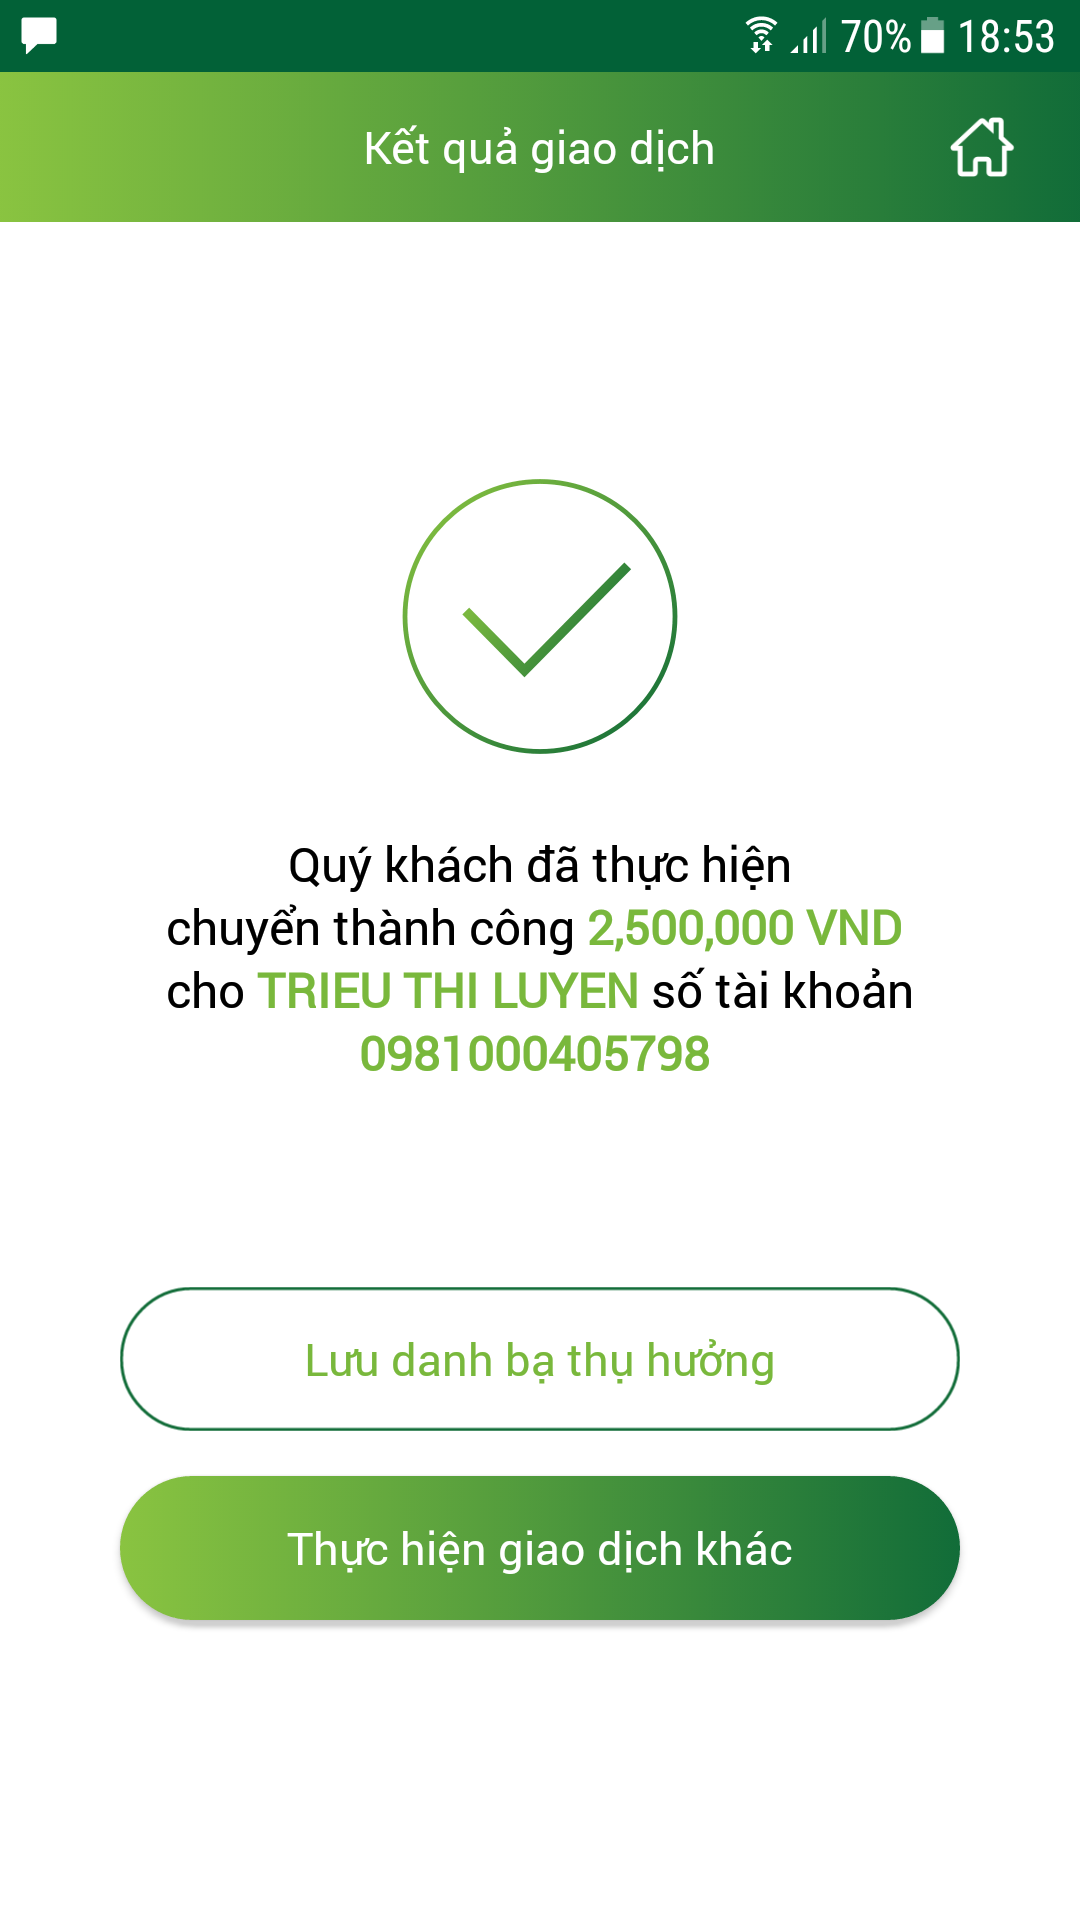 70% 18:53
Kết quả giao dịch
Quý khách đã thực hiện
chuyển thành công 2,500,000 VND
cho TRIEU THI LUYEN số tài khoản
0981000405798
Lưu danh bạ thụ hưởng
Thực hiện giao dịch khác